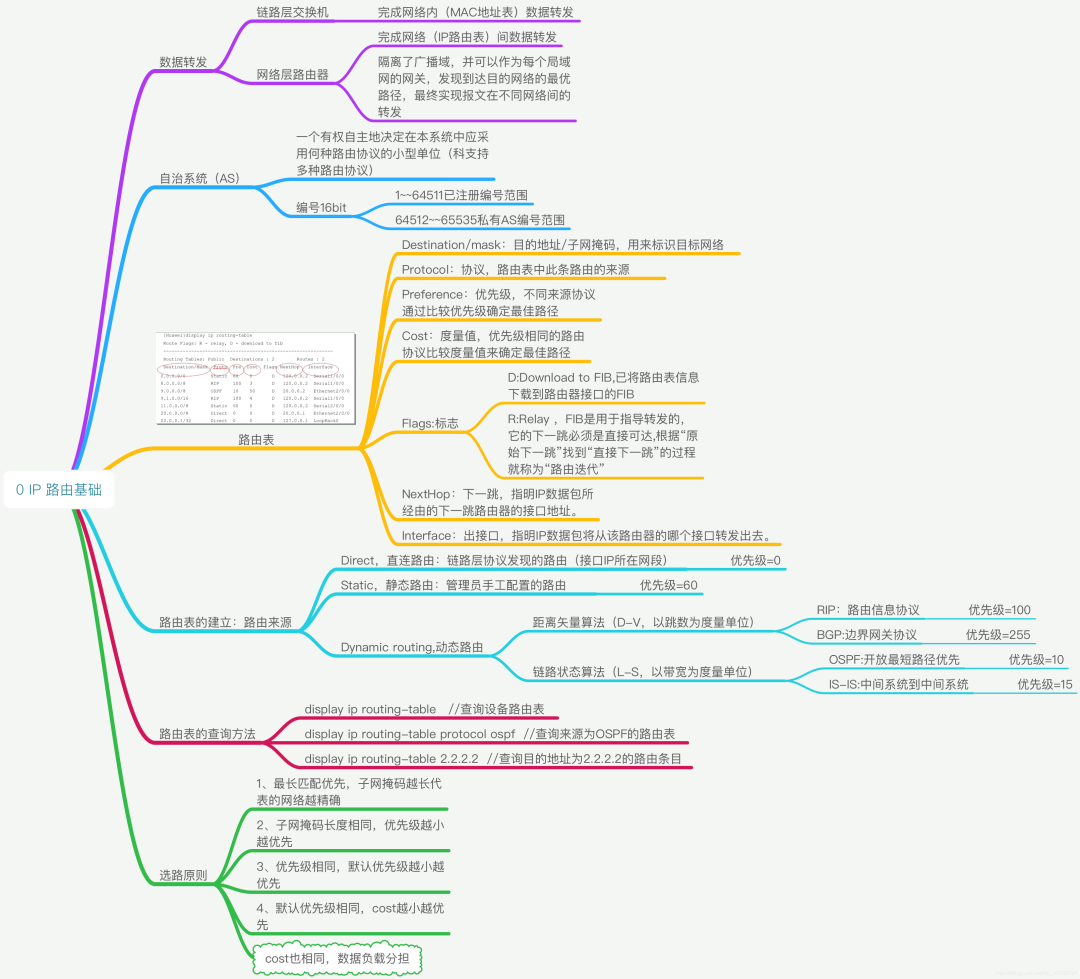 链路层交换机
完成网络内（MAC地址表）数据转发
数据转发
完成网络（IP路由表）间数据转发
网络层路由器
隔离了广播域，并可以作为每个局域
网的网关，发现到达目的网络的最优
路径，最终实现报文在不同网络间的
转发
一个有权自主地决定在本系统中应采
用何种路由协议的小型单位（科支持
多种路由协议）
自治系统（AS）
1~~64511已注册编号范围
编号16bit
64512~~65535私有AS编号范围
Destination/mask：目的地址/子网掩码，用来标识目标网络
Protocol：协议，路由表中此条路由的来源
Preference：优先级，不同来源协议
通过比较优先级确定最佳路径
Cost：度量值，优先级相同的路由
协议比较度量值来确定最佳路径
[Huawei]display ip routing-table
Route Flags: R - relay, D - download to fib
Routing Tables: Public Destinations : 2 Routes : 2
Destination/Mask Proto Pre Cost Flags NextHop Interface
D:Download to FIB,已将路由表信息
下载到路由器接口的FIB
Flags:标志
R:Relay ，FIB是用于指导转发的，
它的下一跳必须是直接可达,根据“原
始下一跳”找到“直接下一跳”的过程
就称为“路由迭代”
路由表
0 IP 路由基础
NextHop：下一跳，指明IP数据包所
经由的下一跳路由器的接口地址。
Interface：出接口，指明IP数据包将从该路由器的哪个接口转发出去。
Direct，直连路由：链路层协议发现的路由（接口IP所在网段） 优先级=0
Static，静态路由：管理员手工配置的路由 优先级=60
路由表的建立：路由来源
RIP：路由信息协议 优先级=100
距离矢量算法（D-V，以跳数为度量单位）
BGP:边界网关协议 优先级=255
Dynamic routing,动态路由
OSPF:开放最短路径优先 优先级=10
链路状态算法（L-S，以带宽为度量单位）
IS-IS:中间系统到中间系统 优先级=15
display ip routing-table //查询设备路由表
路由表的查询方法
display ip routing-table protocol ospf //查询来源为OSPF的路由表
display ip routing-table 2.2.2.2 //查询目的地址为2.2.2.2的路由条目
1、最长匹配优先，子网掩码越长代
表的网络越精确
2、子网掩码长度相同，优先级越小
越优先
选路原则
3、优先级相同，默认优先级越小越
优先
4、默认优先级相同，cost越小越优
先
cost也相同，数据负载分担